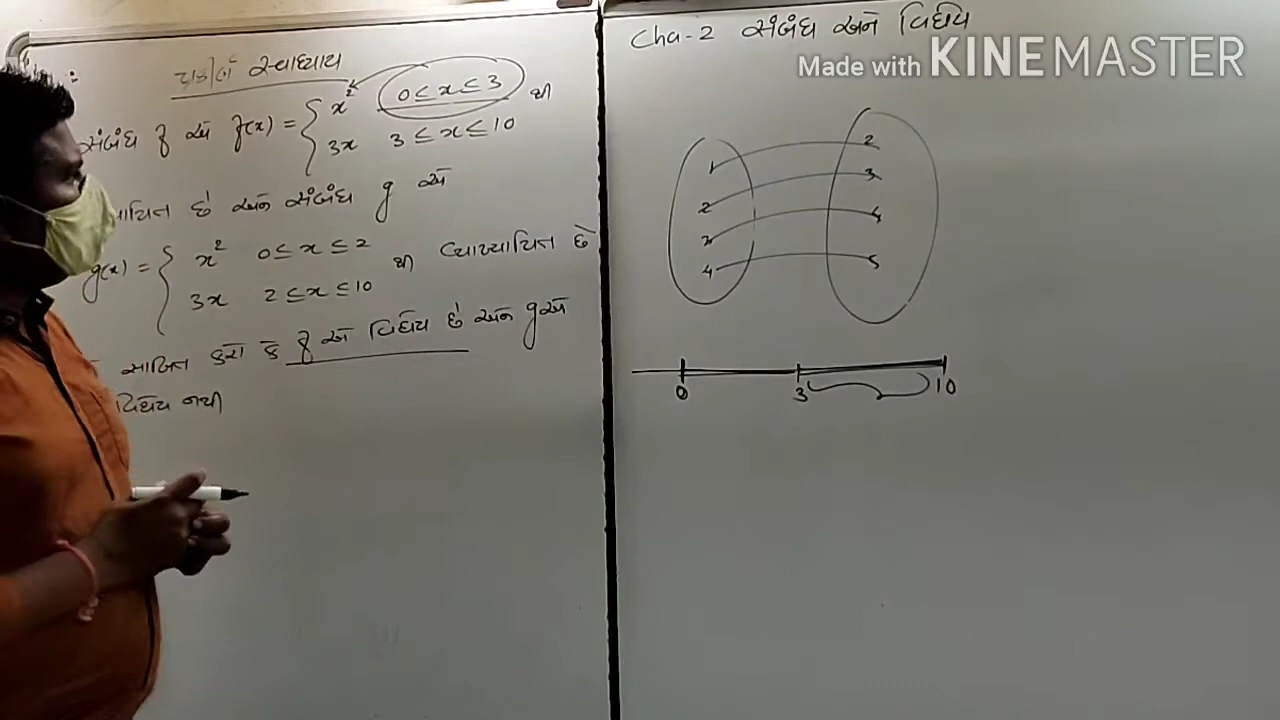 સ્વાધ્યાય
સંબંધ f એ f(x) = { x² 0 ≤ x ≤ 3
3x 3 ≤ x ≤ 10 થી
છે અને સંબંધ g એ
g(x) = { x² 0 ≤ x ≤ 2
3x 2 ≤ x ≤ 10 થી વ્યાખ્યાયિત છે
સાબિત કરો કે f એ વિધેય છે અને g એ
વિધેય નથી
Cha-2 સંબંધ અને વિધેય
Made with KINEMASTER
1 2
2 3
3 4
4 5
0 3 10